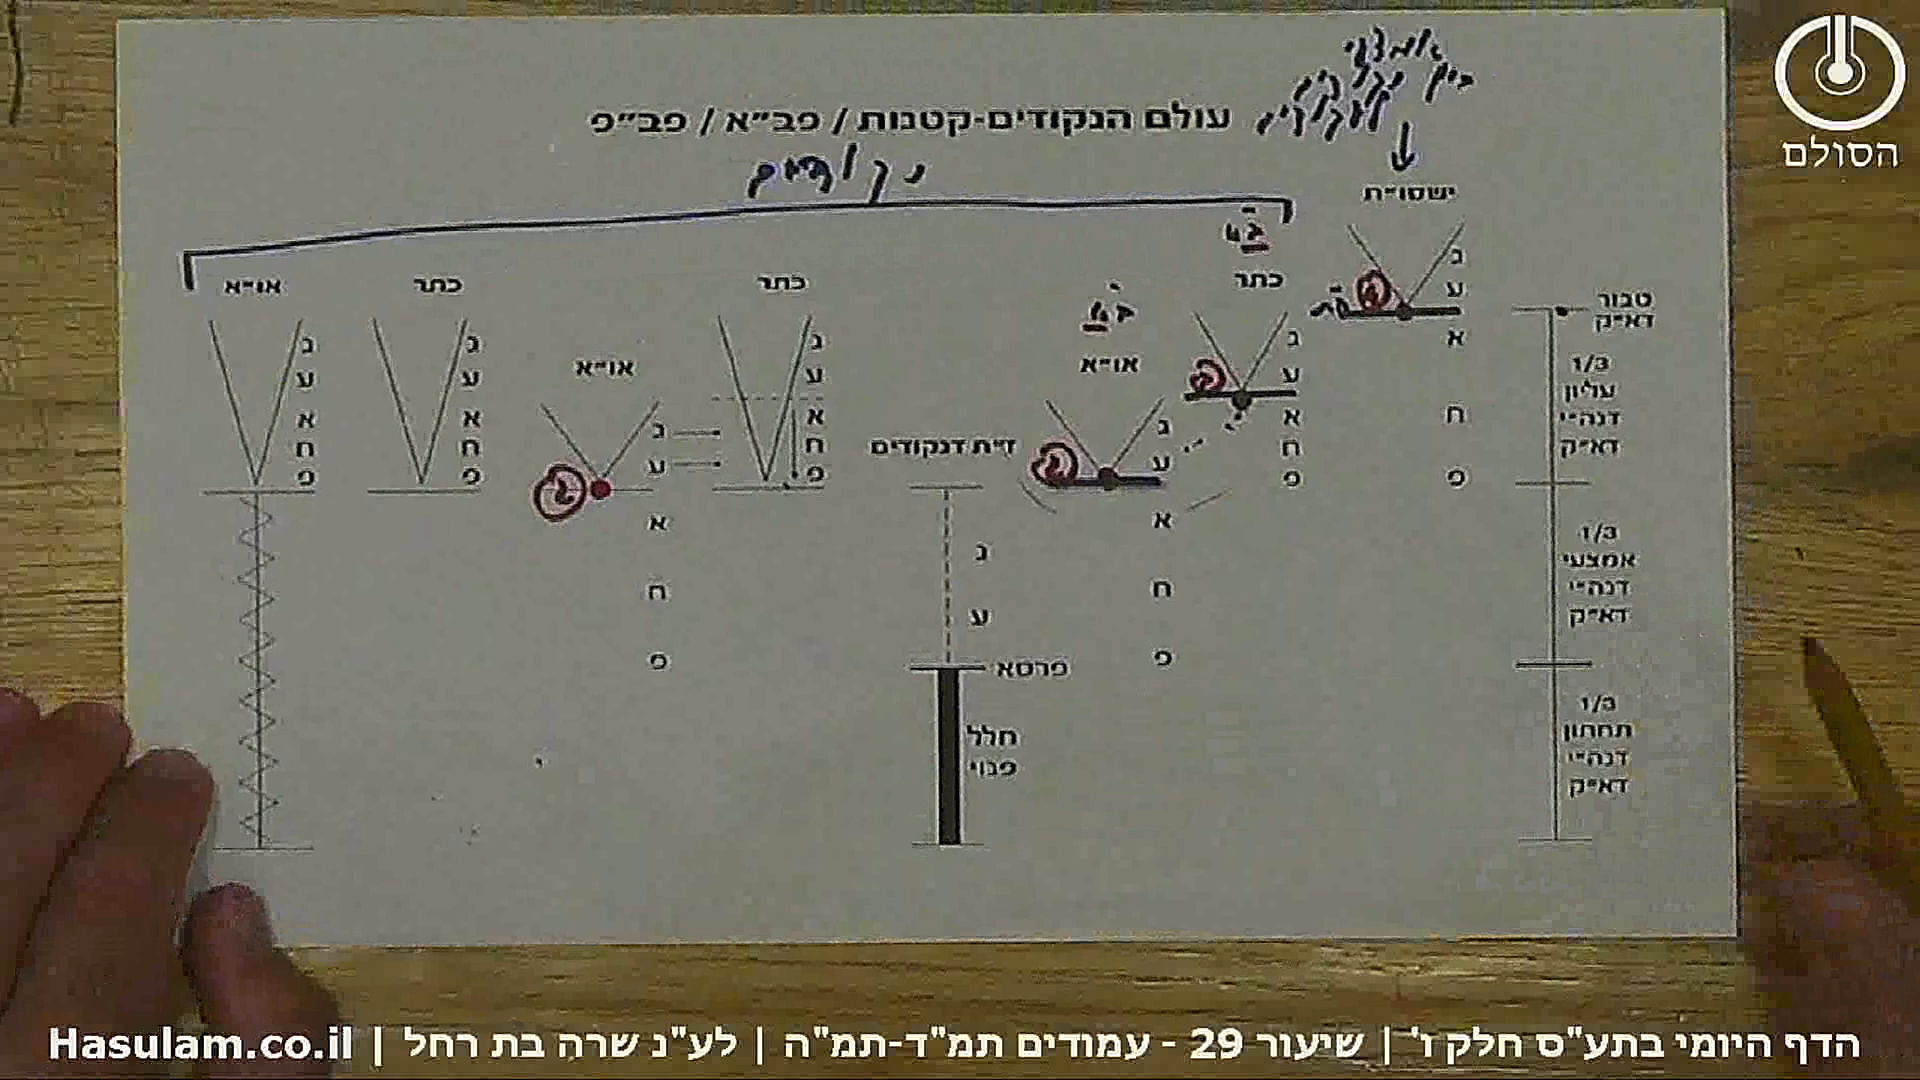 הסולם
עולם הנקודים-קטנות / פב״א / פב״פ
נקודים
ישסו״ת
נ
ע
א
ח
פ
כתר
נ
ע
א
ח
פ
או״א
נ
ע
א
ח
פ
ז״ת דנקודים
נ
ע
פרסא
חלל
פנוי
כתר
נ
ע
א
ח
פ
או״א
נ
ע
א
ח
פ
כתר
נ
ע
א
ח
פ
או״א
נ
ע
א
ח
פ
טבור
דא״ק
1/3
עליון
דנה״י
דא״ק
1/3
אמצעי
דנה״י
דא״ק
1/3
תחתון
דנה״י
דא״ק
הדף היומי בתע"ס חלק ו' | שיעור 29 - עמודים תמ"ד-תמ"ה | לע"נ שרה בת רחל | Hasulam.co.il